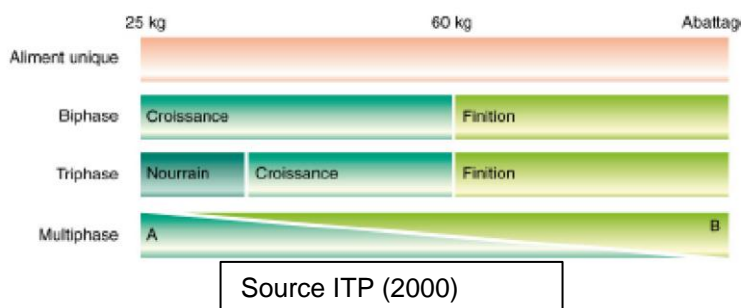 25 kg 60 kg Abattag
Aliment unique
Biphase Croissance Finition
Triphase Nourrain Croissance Finition
Multiphase A B
Source ITP (2000)